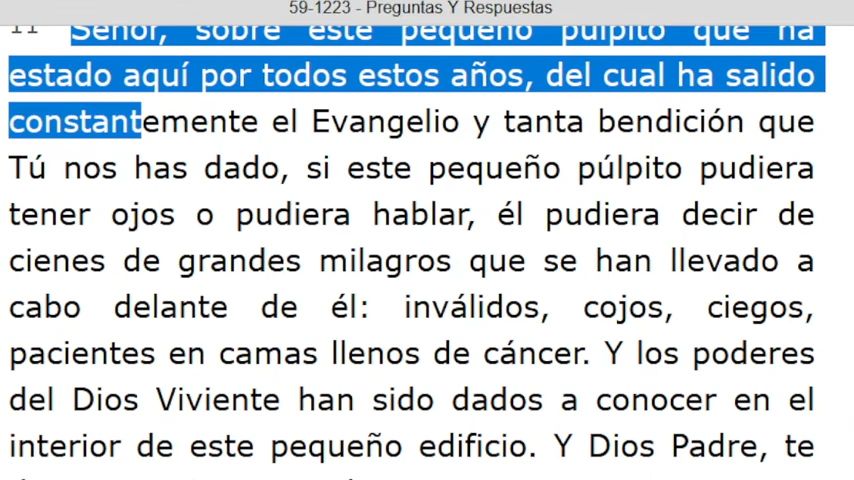 59-1223 - Preguntas Y Respuestas
11 Señor, sobre este pequeño púlpito que ha
estado aquí por todos estos años, del cual ha salido
constantemente el Evangelio y tanta bendición que
Tú nos has dado, si este pequeño púlpito pudiera
tener ojos o pudiera hablar, él pudiera decir de
cienes de grandes milagros que se han llevado a
cabo delante de él: inválidos, cojos, ciegos,
pacientes en camas llenos de cáncer. Y los poderes
del Dios Viviente han sido dados a conocer en el
interior de este pequeño edificio. Y Dios Padre, te